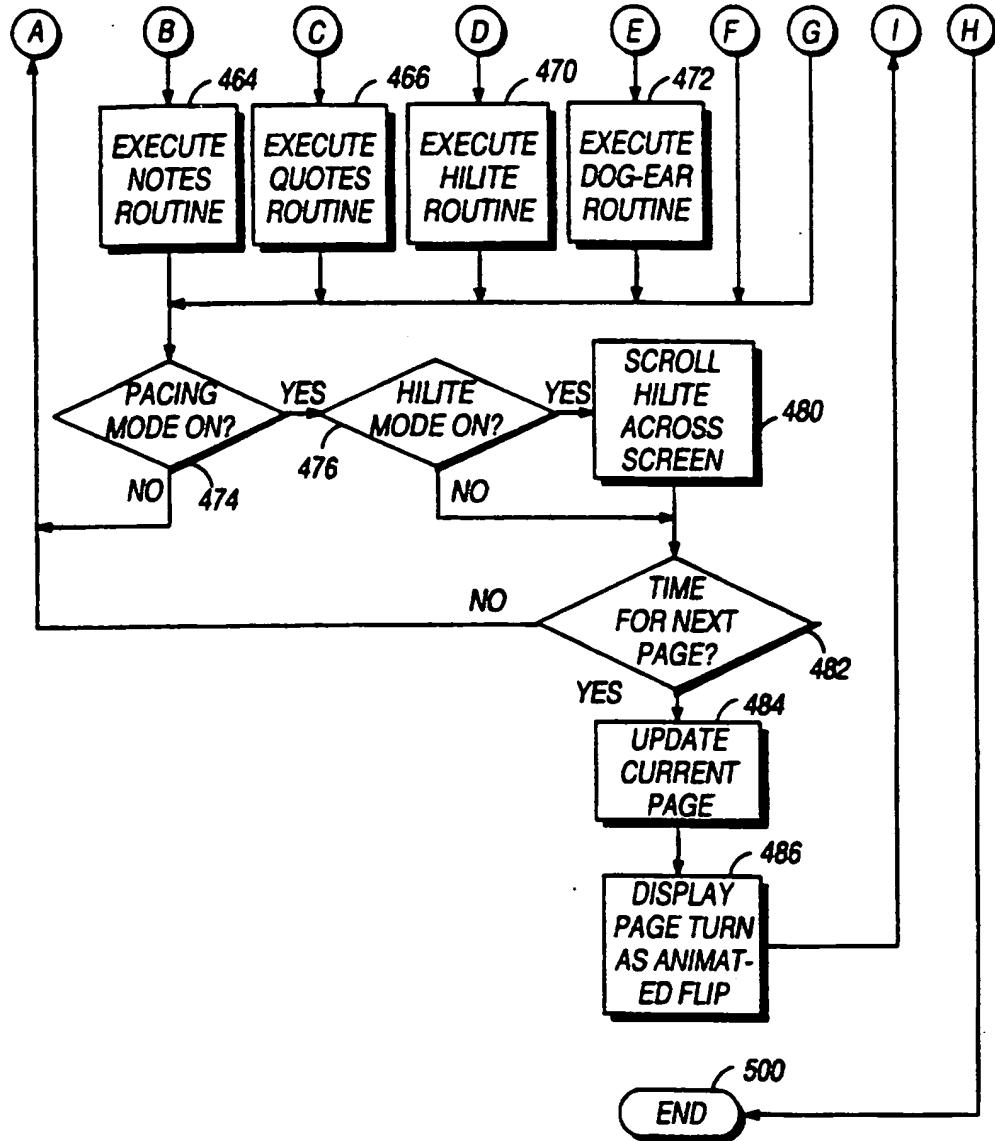 A B C D E F G I H
464 466 470 472
EXECUTE
NOTES
ROUTINE
EXECUTE
QUOTES
ROUTINE
EXECUTE
HILITE
ROUTINE
EXECUTE
DOG-EAR
ROUTINE
PACING
MODE ON?
YES
NO
474
HILITE
MODE ON?
YES
476
NO
SCROLL
HILITE
ACROSS
SCREEN
480
TIME
FOR NEXT
PAGE?
NO
482
YES
484
UPDATE
CURRENT
PAGE
486
DISPLAY
PAGE TURN
AS ANIMAT-
ED FLIP
500
END